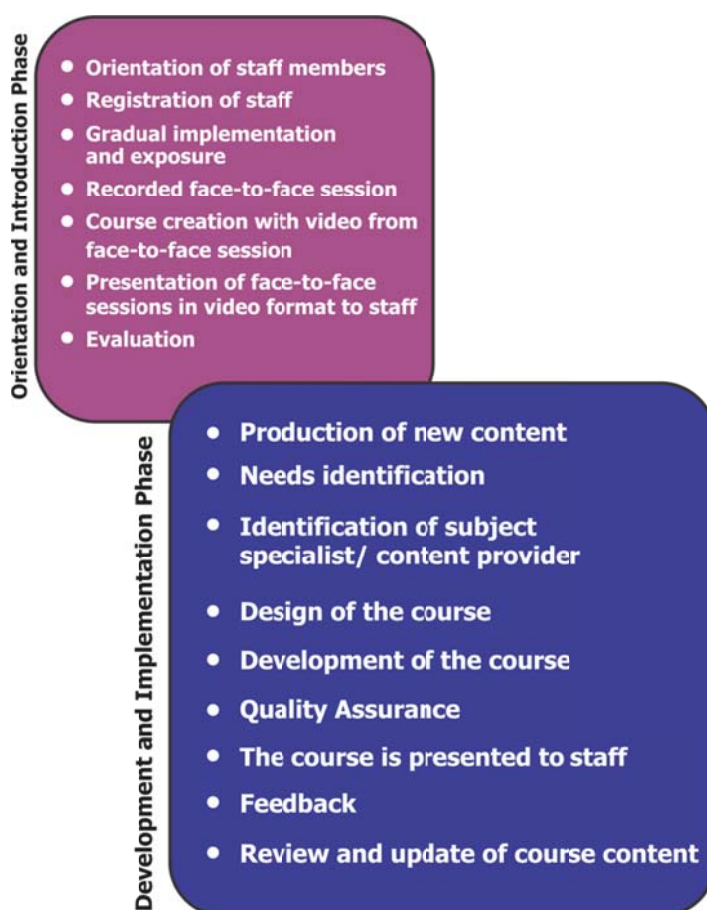 Orientation and Introduction Phase
• Orientation of staff members
• Registration of staff
• Gradual implementation
and exposure
• Recorded face-to-face session
• Course creation with video from
face-to-face session
• Presentation of face-to-face
sessions in video format to staff
• Evaluation
Development and Implementation Phase
• Production of new content
• Needs identification
• Identification of subject
specialist/ content provider
• Design of the course
• Development of the course
• Quality Assurance
• The course is presented to staff
• Feedback
• Review and update of course content